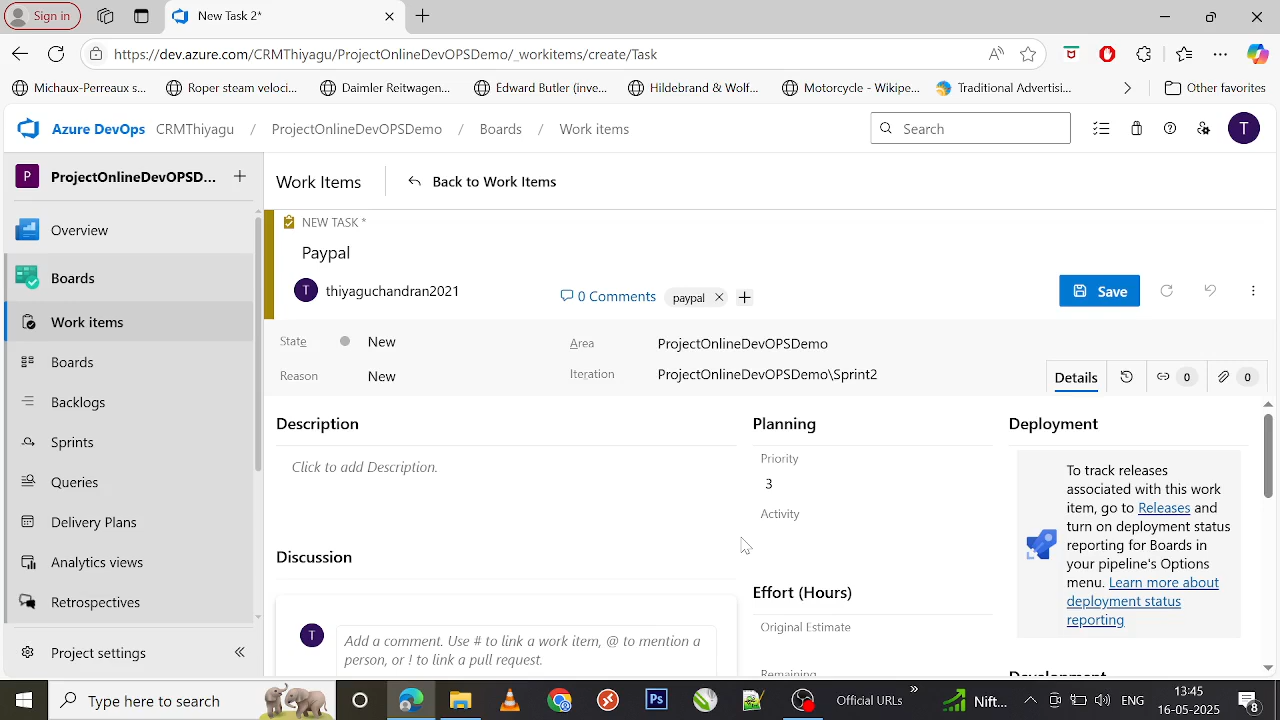 Sign in
New Task 2*
https://dev.azure.com/CRMThiyagu/ProjectOnlineDevOPSDemo/_workitems/create/Task
Michaux-Perreaux s...
Roper stem veloci...
Daimler Reitwagen...
Edward Butler (inve...
Hildebrand & Wolf...
Motorcycle - Wikipe...
Traditional Advertisi...
Other favorites
Azure DevOps
CRMThiyagu / ProjectOnlineDevOPSDemo / Boards / Work items
Search
T
P
ProjectOnlineDevOPSD...
Overview
Boards
Work items
Boards
Backlogs
Sprints
Queries
Delivery Plans
Analytics views
Retrospectives
Project settings
Work Items
Back to Work Items
NEW TASK *
Paypal
T
thiyaguchandran2021
0 Comments
paypal
Save
State
New
Reason
New
Area
ProjectOnlineDevOPSDemo
Iteration
ProjectOnlineDevOPSDemo\Sprint2
Details
0
0
Description
Click to add Description.
Discussion
T
Add a comment. Use # to link a work item, @ to mention a
person, or ! to link a pull request.
Planning
Priority
3
Activity
Effort (Hours)
Original Estimate
Remaining
Deployment
To track releases
associated with this work
item, go to Releases and
turn on deployment status
reporting for Boards in
your pipeline's Options
menu. Learn more about
deployment status
reporting
Development
Type here to search
Ps
Official URLs
Nift...
ENG
13:45
16-05-2025
8